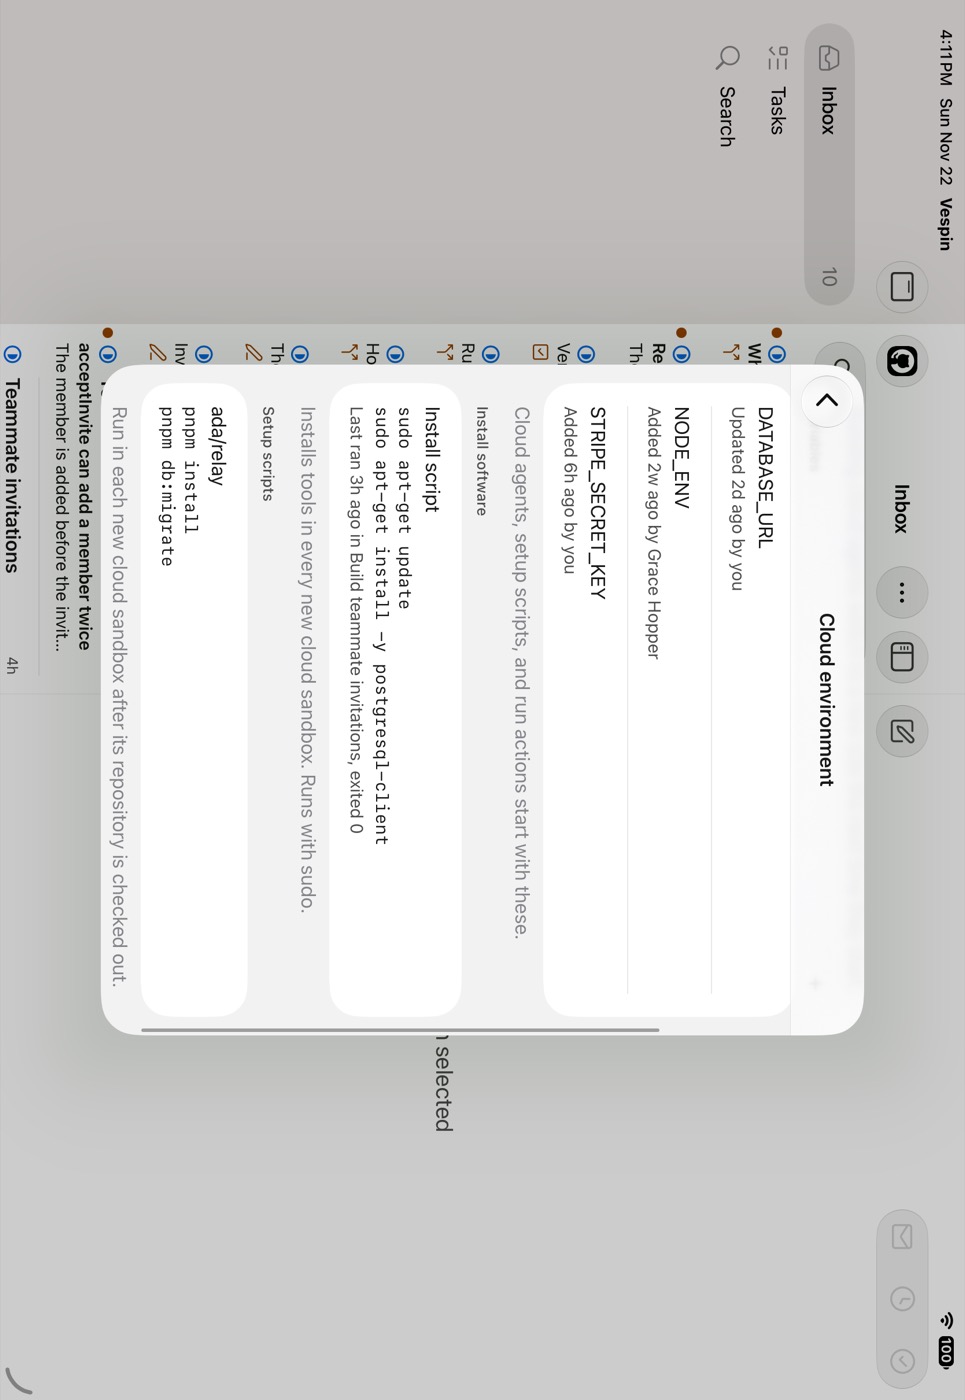 4:11 PM Sun Nov 22 Vespin
100
Inbox
Inbox 10
Tasks
Search
Cloud environment
DATABASE_URL
Updated 2d ago by you
NODE_ENV
Added 2w ago by Grace Hopper
STRIPE_SECRET_KEY
Added 6h ago by you
Cloud agents, setup scripts, and run actions start with these.
Install software
Install script
sudo apt-get update
sudo apt-get install -y postgresql-client
Last ran 3h ago in Build teammate invitations, exited 0
Installs tools in every new cloud sandbox. Runs with sudo.
Setup scripts
ada/relay
pnpm install
pnpm db:migrate
Run in each new cloud sandbox after its repository is checked out.
selected
acceptInvite can add a member twice
The member is added before the invit...
Teammate invitations 4h